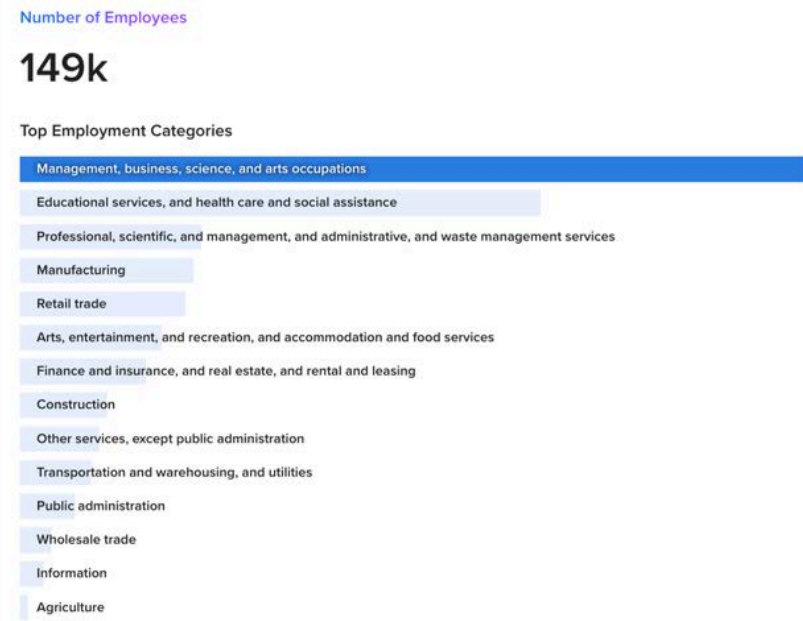 Number of Employees
149k
Top Employment Categories
Management, business, science, and arts occupations
Educational services, and health care and social assistance
Professional, scientific, and management, and administrative, and waste management services
Manufacturing
Retail trade
Arts, entertainment, and recreation, and accommodation and food services
Finance and insurance, and real estate, and rental and leasing
Construction
Other services, except public administration
Transportation and warehousing, and utilities
Public administration
Wholesale trade
Information
Agriculture